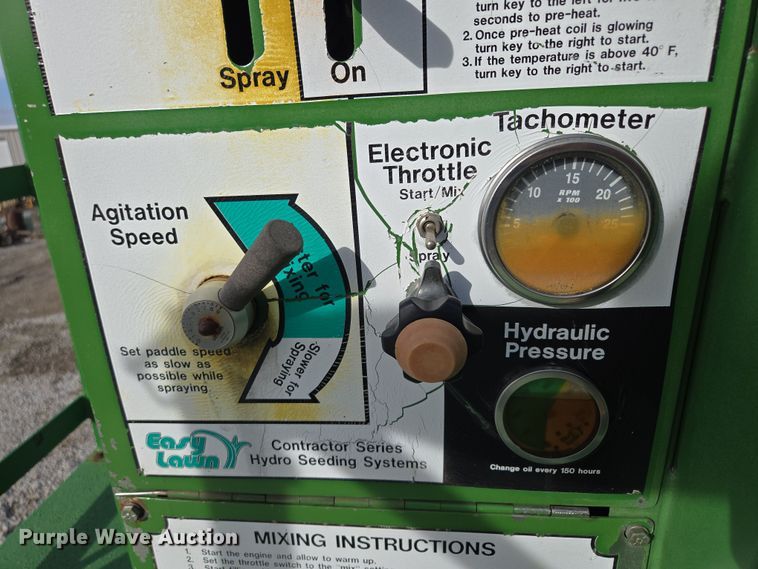 turn key to the left for
seconds to pre-heat.
2. Once pre-heat coil is glowing
turn key to the right to start.
3. If the temperature is above 40° F,
turn key to the right to start.
Spray
On
Tachometer
Electronic
Throttle
Start/Mix
Spray
5 10 15 20 25
RPM
x 100
Agitation
Speed
Faster for
Mixing
Slower for
Spraying
Set paddle speed
as slow as
possible while
spraying.
Hydraulic
Pressure
Change oil every 150 hours
Easy
Lawn
Contractor Series
Hydro Seeding Systems
Purple Wave Auction
MIXING INSTRUCTIONS
1. Start the engine and allow to warm up.
2. Set the throttle switch to the "mix"
3. Start